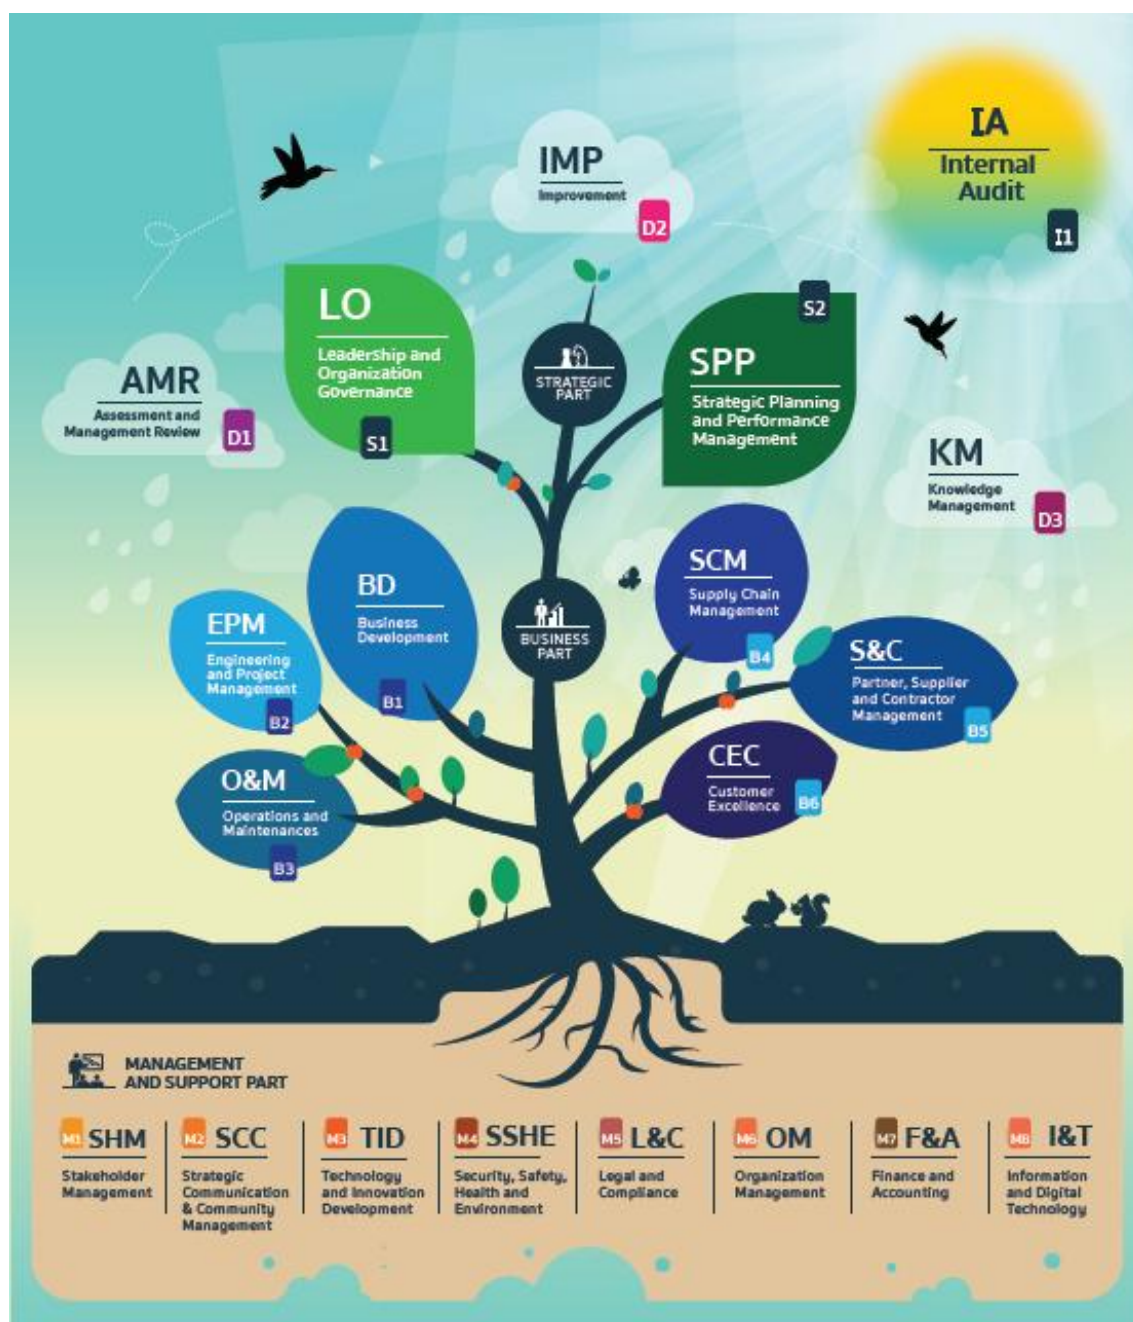 IA
Internal
Audit
I1
IMP
Improvement
D2
LO
Leadership and
Organization
Governance
S1
STRATEGIC
PART
S2
SPP
Strategic Planning
and Performance
Management
AMR
Assessment and
Management Review
D1
KM
Knowledge
Management
D3
BD
Business
Development
B1
BUSINESS
PART
SCM
Supply Chain
Management
B4
EPM
Engineering
and Project
Management
B2
S&C
Partner, Supplier
and Contractor
Management
B5
O&M
Operations and
Maintenances
B3
CEC
Customer
Excellence
B6
MANAGEMENT
AND SUPPORT PART
M1 SHM
Stakeholder
Management
M2 SCC
Strategic
Communication
& Community
Management
M3 TID
Technology
and Innovation
Development
M4 SSHE
Security, Safety,
Health and
Environment
M5 L&C
Legal and
Compliance
M6 OM
Organization
Management
M7 F&A
Finance and
Accounting
M8 I&T
Information
and Digital
Technology